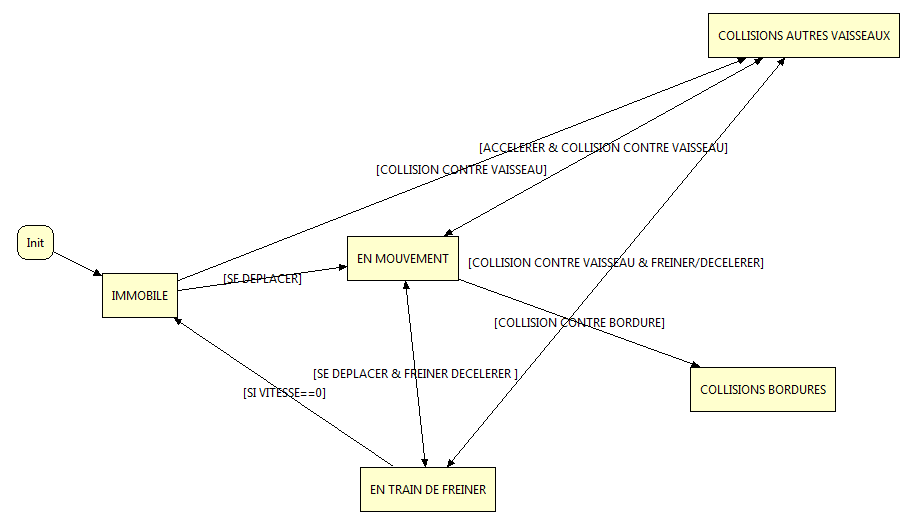 COLLISIONS AUTRES VAISSEAUX
[ACCELERER & COLLISION CONTRE VAISSEAU]
[COLLISION CONTRE VAISSEAU]
Init
EN MOUVEMENT
[COLLISION CONTRE VAISSEAU & FREINER/DECELERER]
[SE DEPLACER]
IMMOBILE
[COLLISION CONTRE BORDURE]
[SE DEPLACER & FREINER DECELERER ]
COLLISIONS BORDURES
[SI VITESSE==0]
EN TRAIN DE FREINER